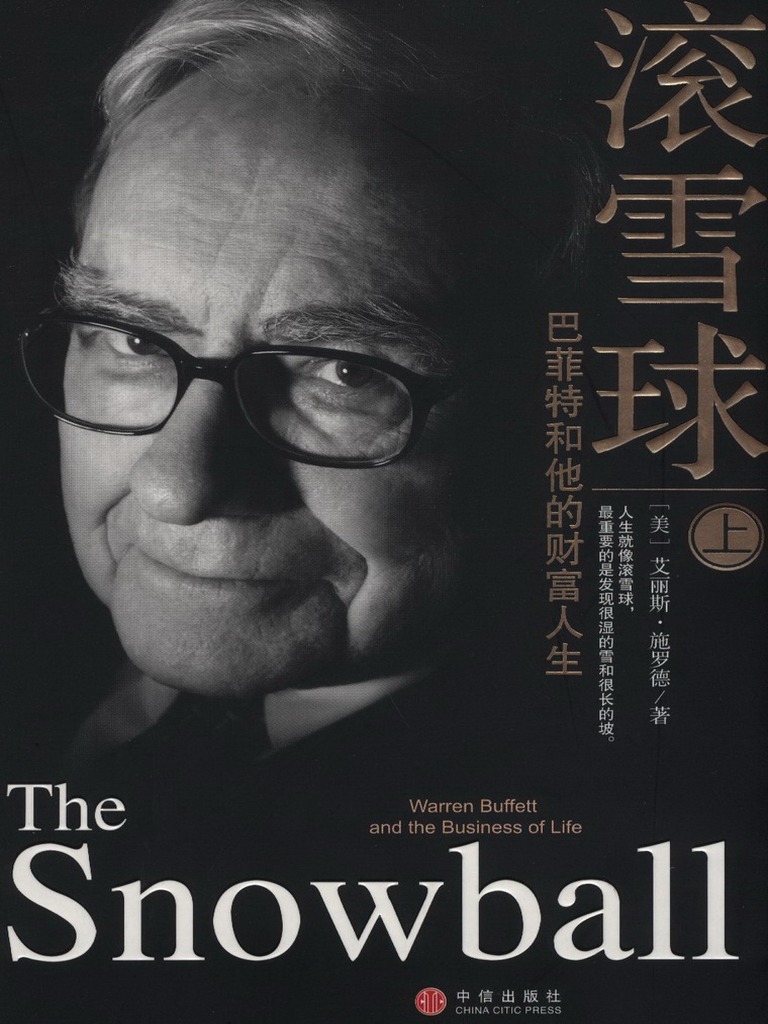 滚雪球
上
巴菲特和他的财富人生
[美] 艾丽斯·施罗德/著
人生就像滚雪球，
最重要的是发现很湿的雪和很长的坡。
The
Warren Buffett
and the Business of Life
Snowball
中信出版社
CHINA CITIC PRESS